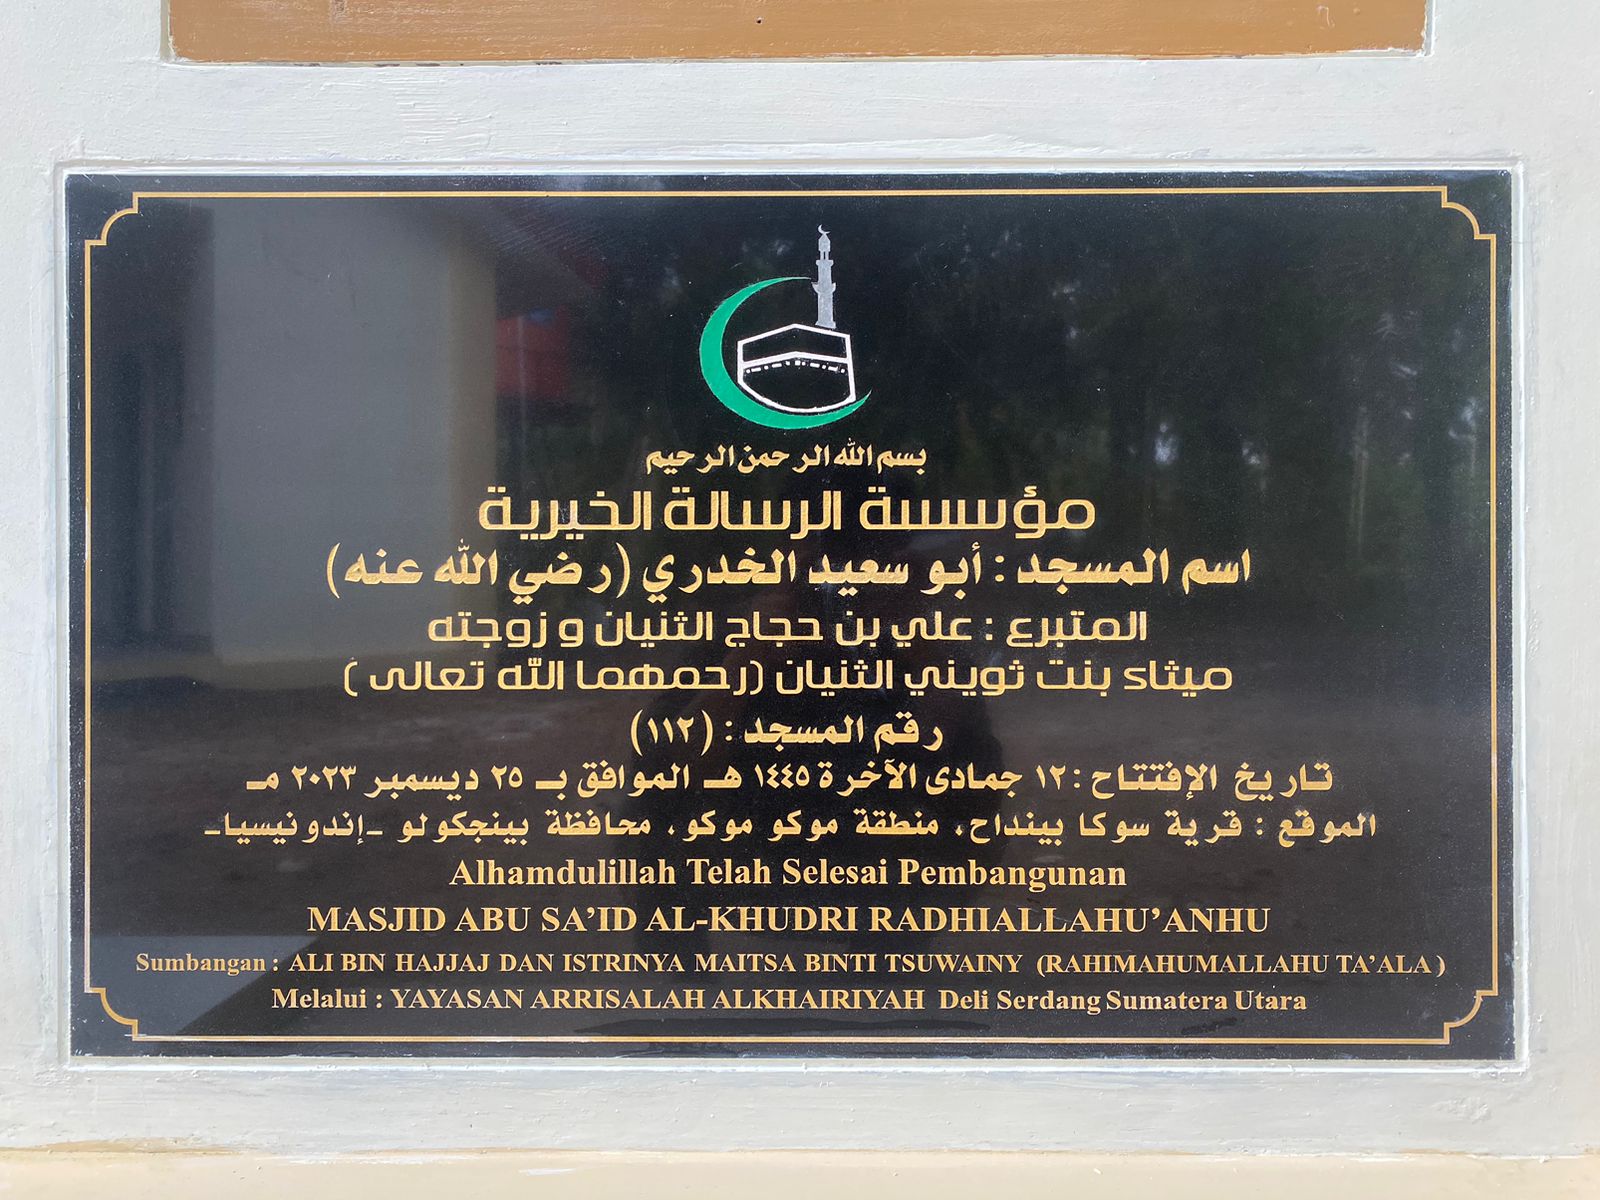 بسم الله الرحمن الرحيم
مؤسسة الرسالة الخيرية
اسم المسجد : أبو سعيد الخدري (رضي الله عنه)
المتبرع : علي بن حجاج الثنيان و زوجته
ميثاء بنت ثويني الثنيان (رحمهما الله تعالى )
رقم المسجد : (١١٢)
تاريخ الإفتتاح : ١٢ جمادى الآخرة ١٤٤٥ هـ الموافق بـ ٢٥ ديسمبر ٢٠٢٣ مـ
الموقع : قرية سوكا بينداح، منطقة موكو موكو، محافظة بينجكولو -إندونيسيا-
Alhamdulillah Telah Selesai Pembangunan
MASJID ABU SA’ID AL-KHUDRI RADHIALLAHU’ANHU
Sumbangan : ALI BIN HAJJAJ DAN ISTRINYA MAITSA BINTI TSUWAINY (RAHIMAHUMALLAHU TA’ALA )
Melalui : YAYASAN ARRISALAH ALKHAIRIYAH Deli Serdang Sumatera Utara